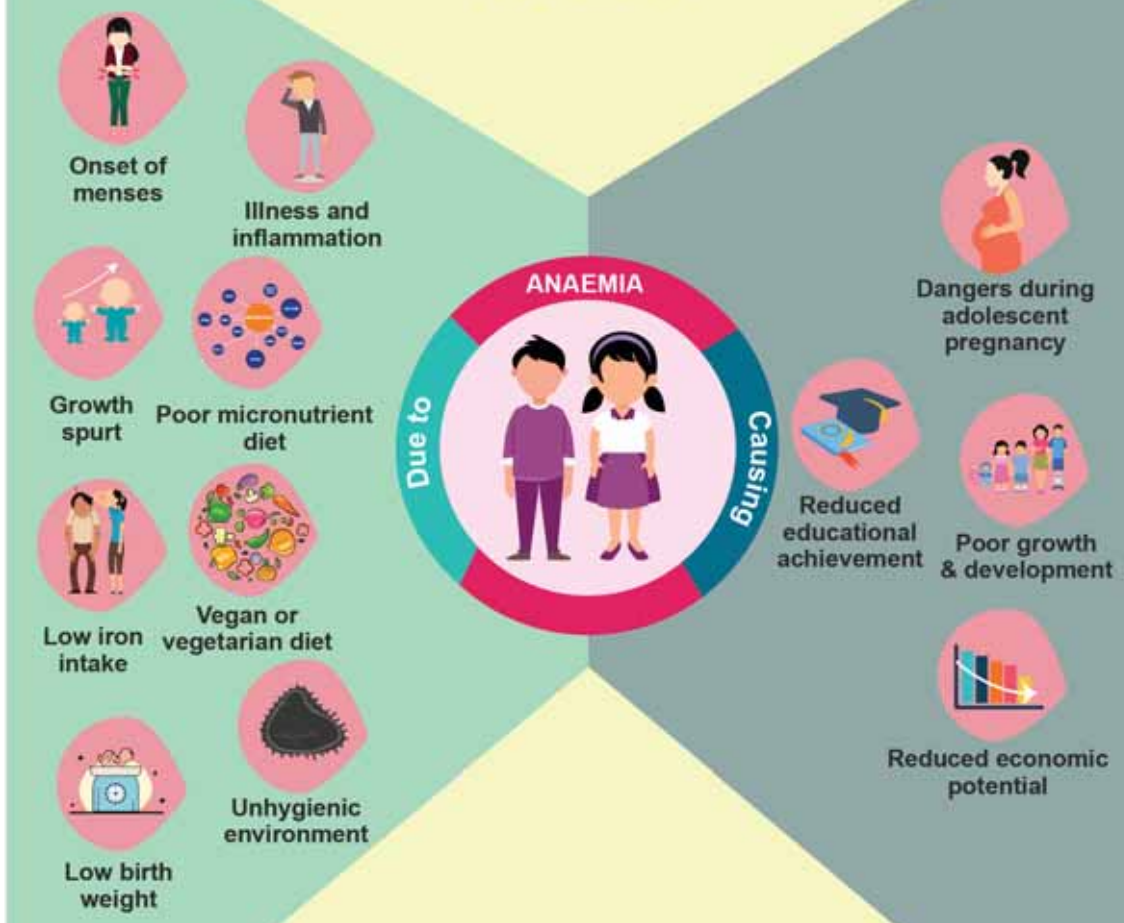 Onset of
menses
Illness and
inflammation
Growth
spurt
Poor micronutrient
diet
Low iron
intake
Vegan or
vegetarian diet
Low birth
weight
Unhygienic
environment
ANAEMIA
Due to
Causing
Dangers during
adolescent
pregnancy
Reduced
educational
achievement
Poor growth
& development
Reduced economic
potential